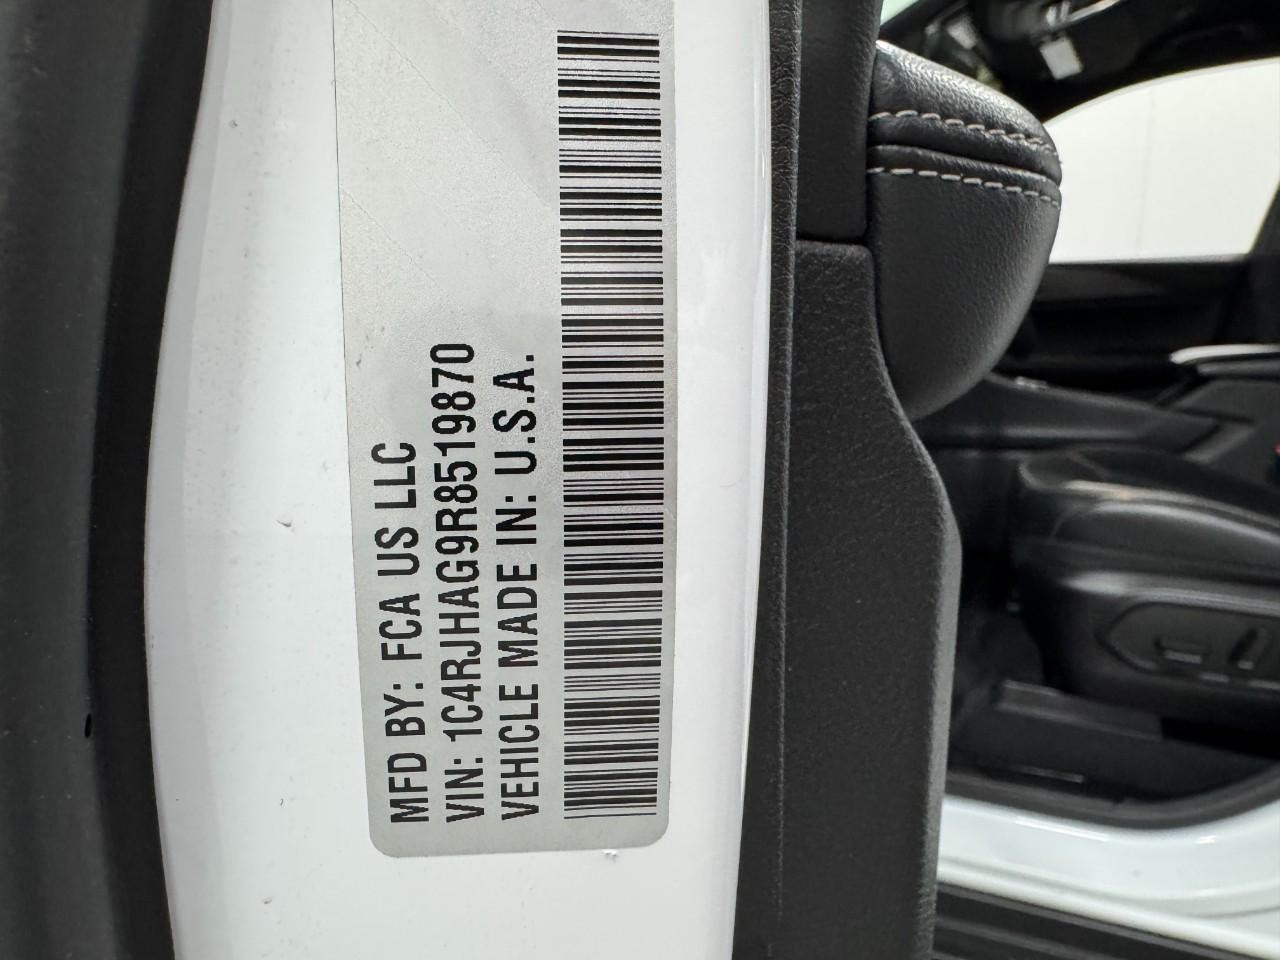 MFD BY: FCA US LLC
VIN: 1C4RJHAG9R8519870
VEHICLE MADE IN: U.S.A.